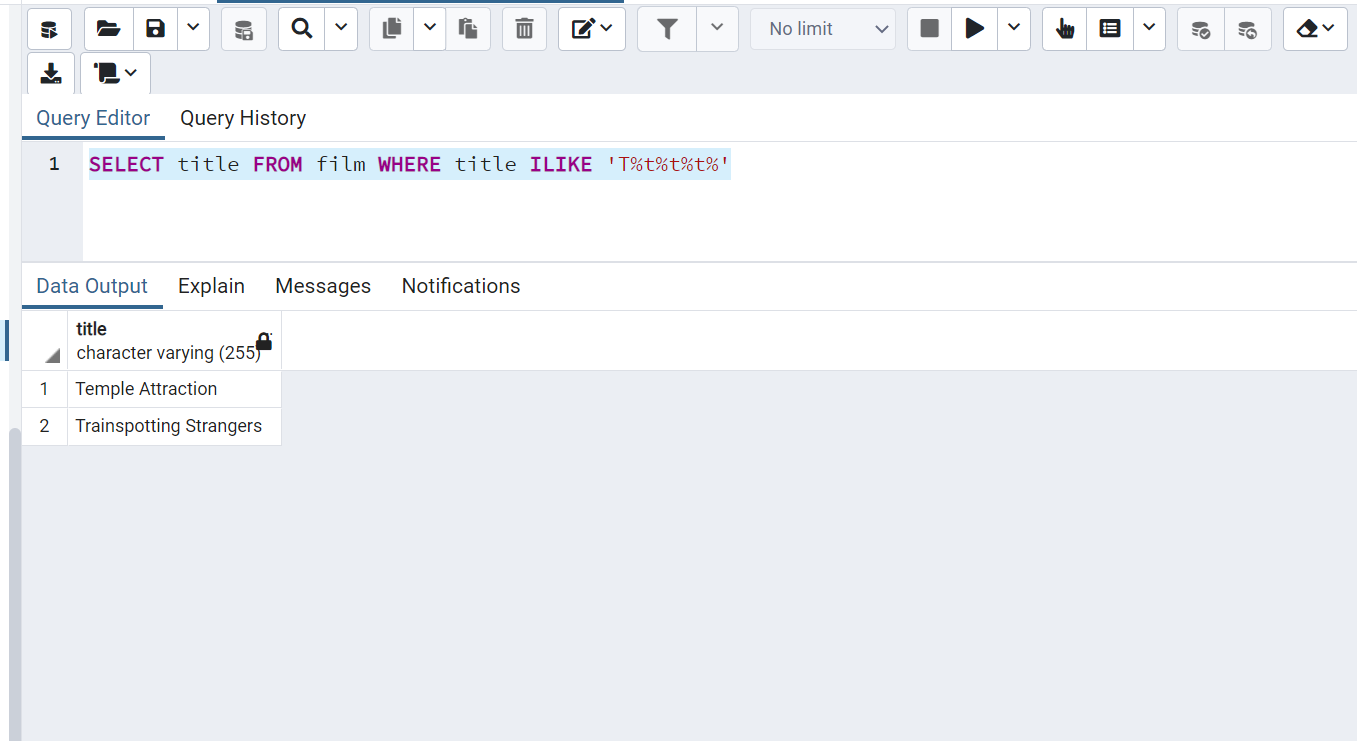 No limit
Query Editor Query History
1 SELECT title FROM film WHERE title ILIKE 'T%t%t%t%'
Data Output Explain Messages Notifications
title
character varying (255)
1 Temple Attraction
2 Trainspotting Strangers